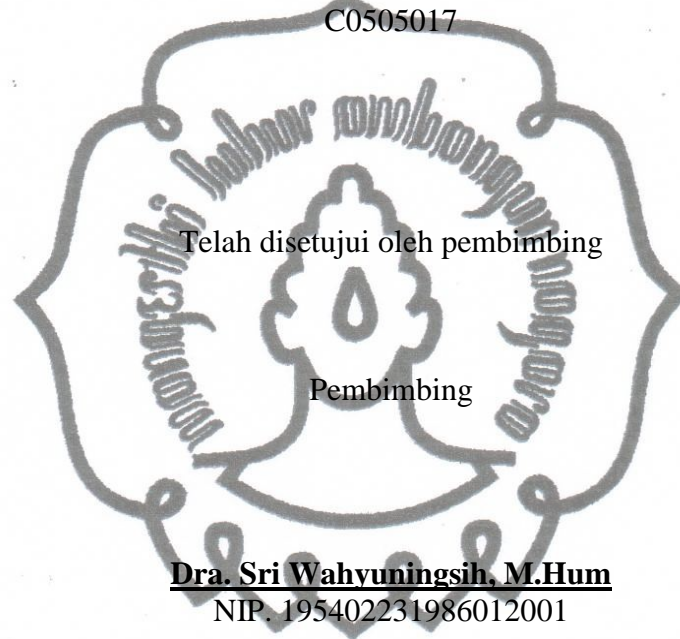 C0505017
Telah disetujui oleh pembimbing
Pembimbing
Dra. Sri Wahyuningsih, M.Hum
NIP. 195402231986012001